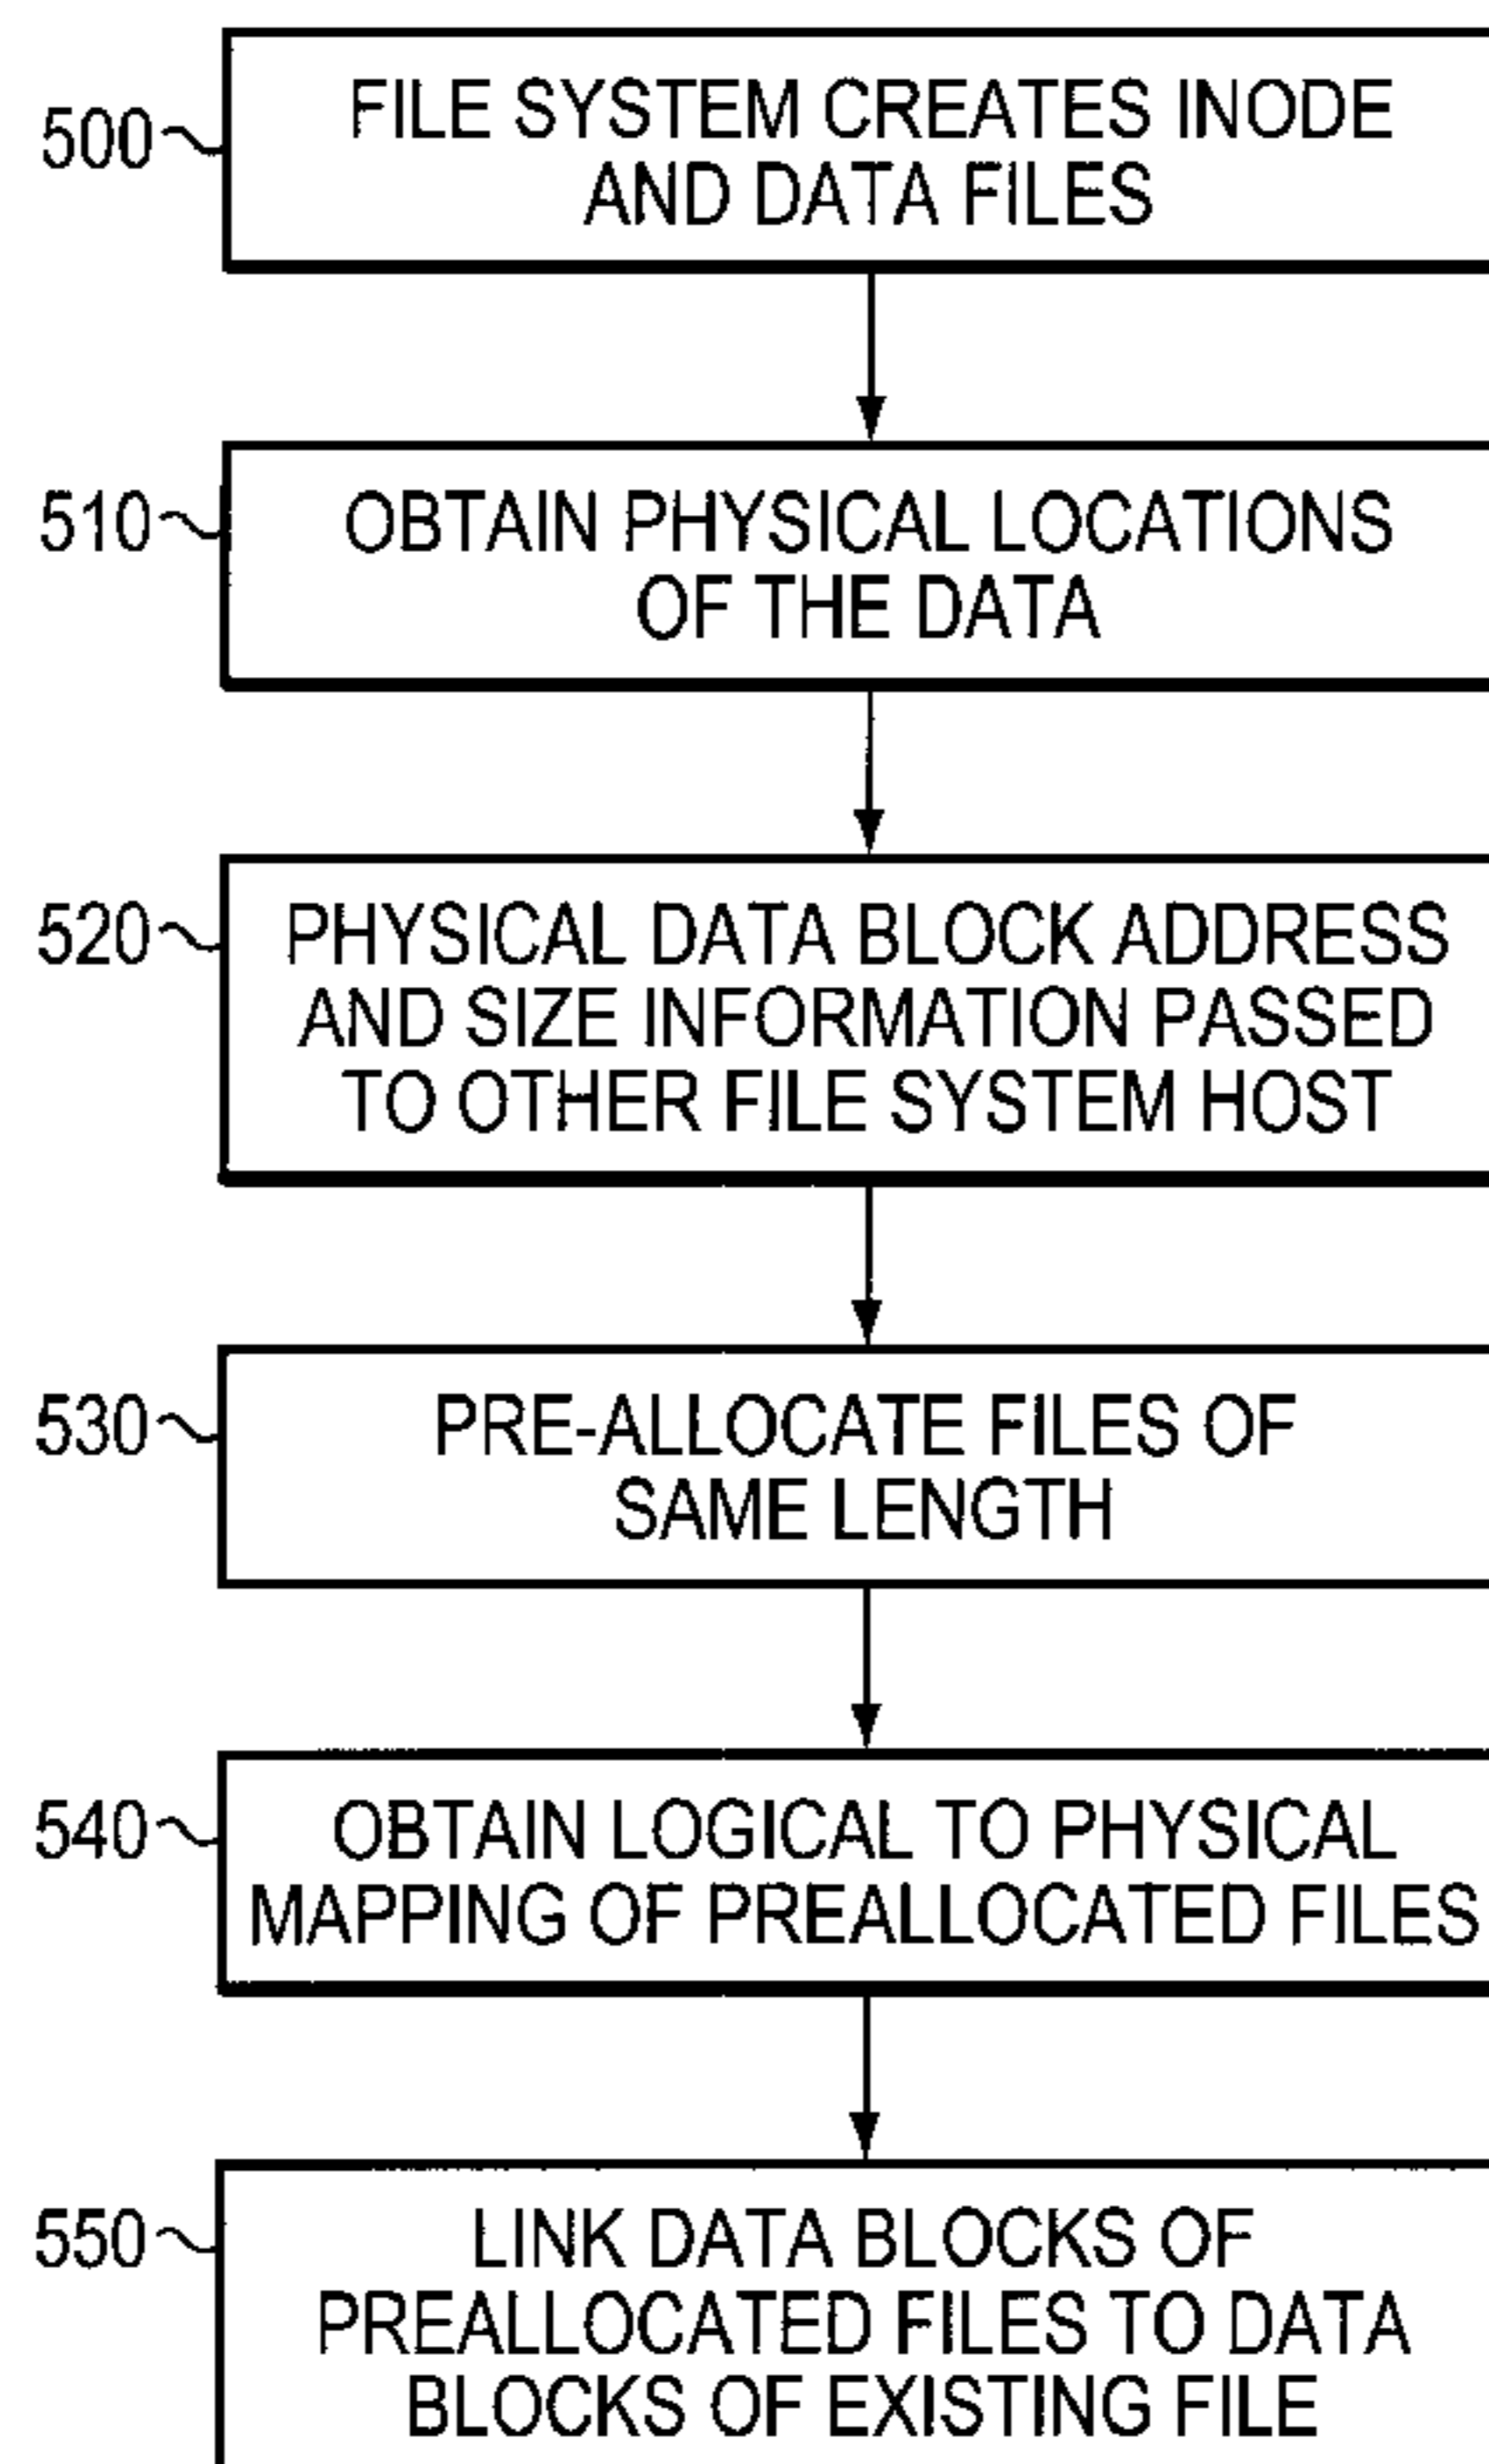 500
FILE SYSTEM CREATES INODE
AND DATA FILES
510
OBTAIN PHYSICAL LOCATIONS
OF THE DATA
520
PHYSICAL DATA BLOCK ADDRESS
AND SIZE INFORMATION PASSED
TO OTHER FILE SYSTEM HOST
530
PRE-ALLOCATE FILES OF
SAME LENGTH
540
OBTAIN LOGICAL TO PHYSICAL
MAPPING OF PREALLOCATED FILES
550
LINK DATA BLOCKS OF
PREALLOCATED FILES TO DATA
BLOCKS OF EXISTING FILE